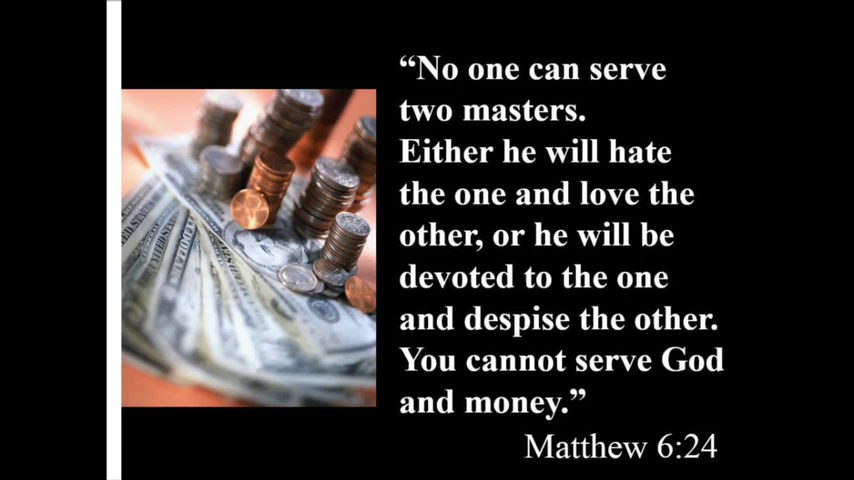 “No one can serve
two masters.
Either he will hate
the one and love the
other, or he will be
devoted to the one
and despise the other.
You cannot serve God
and money.”
Matthew 6:24